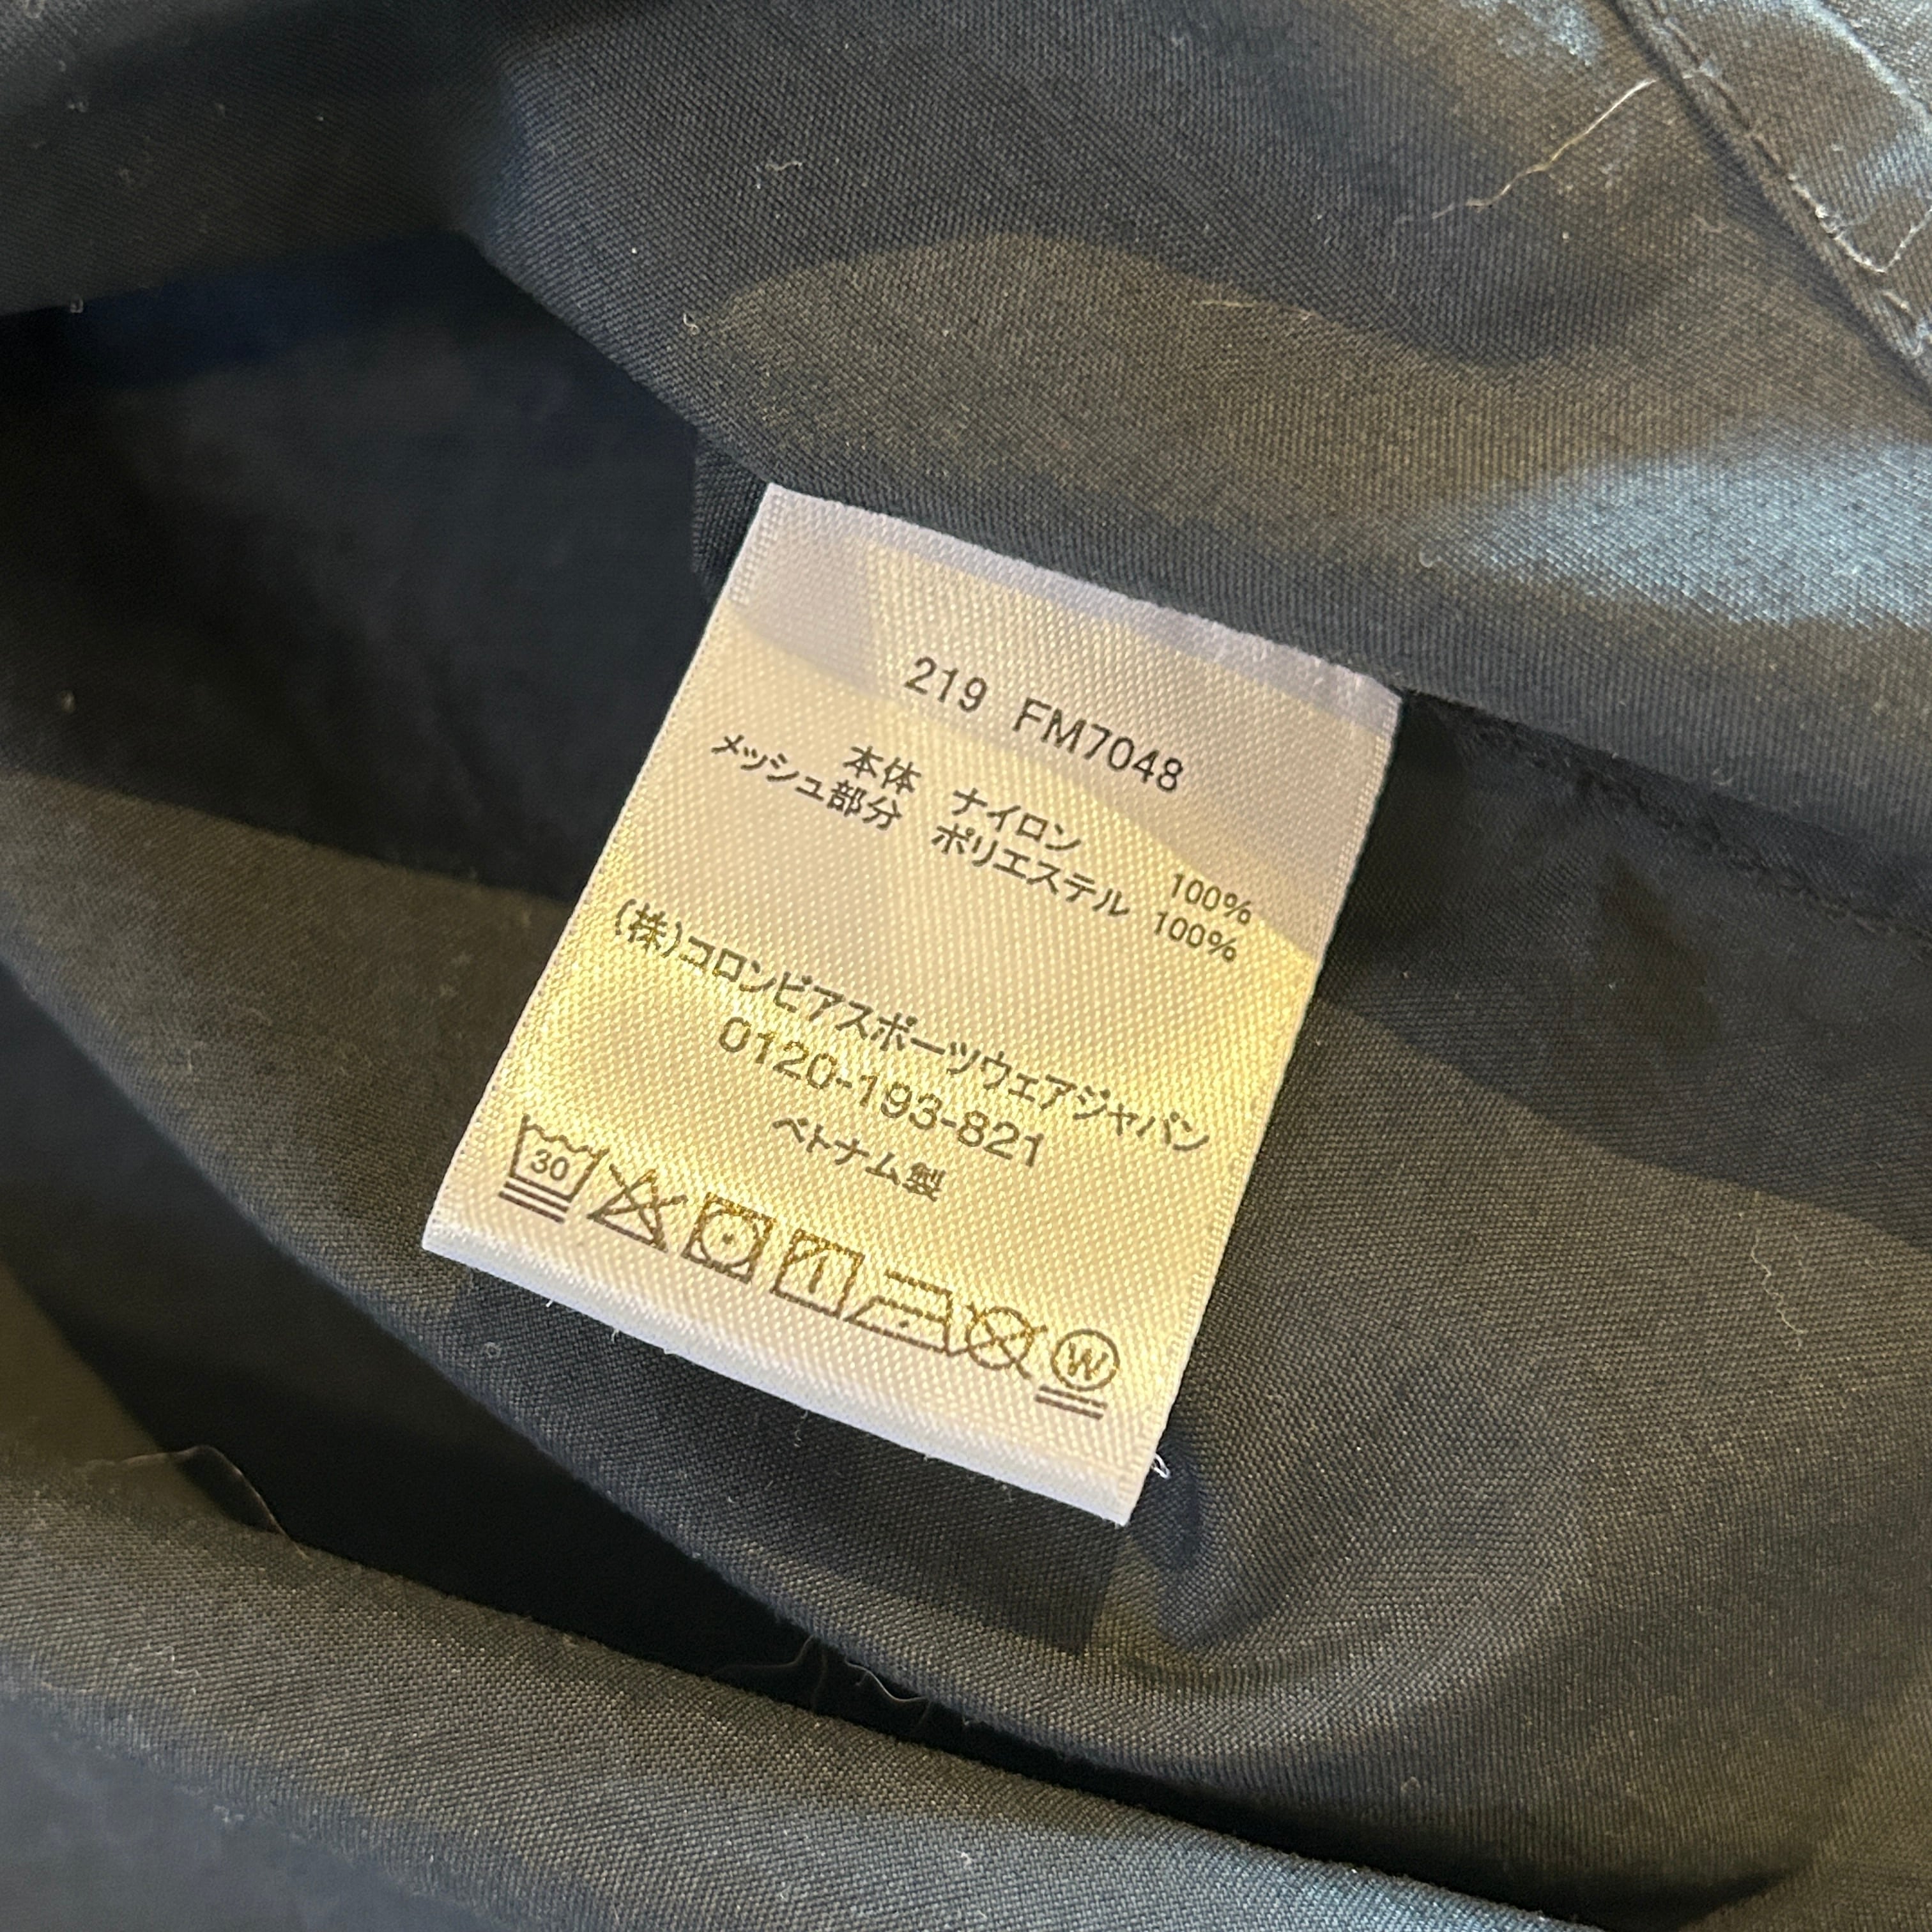 219 FM7048
本体 ナイロン 100%
メッシュ部分 ポリエステル 100%
(株)コロンビアスポーツウェアジャパン
0120-193-821
ベトナム製
30
W